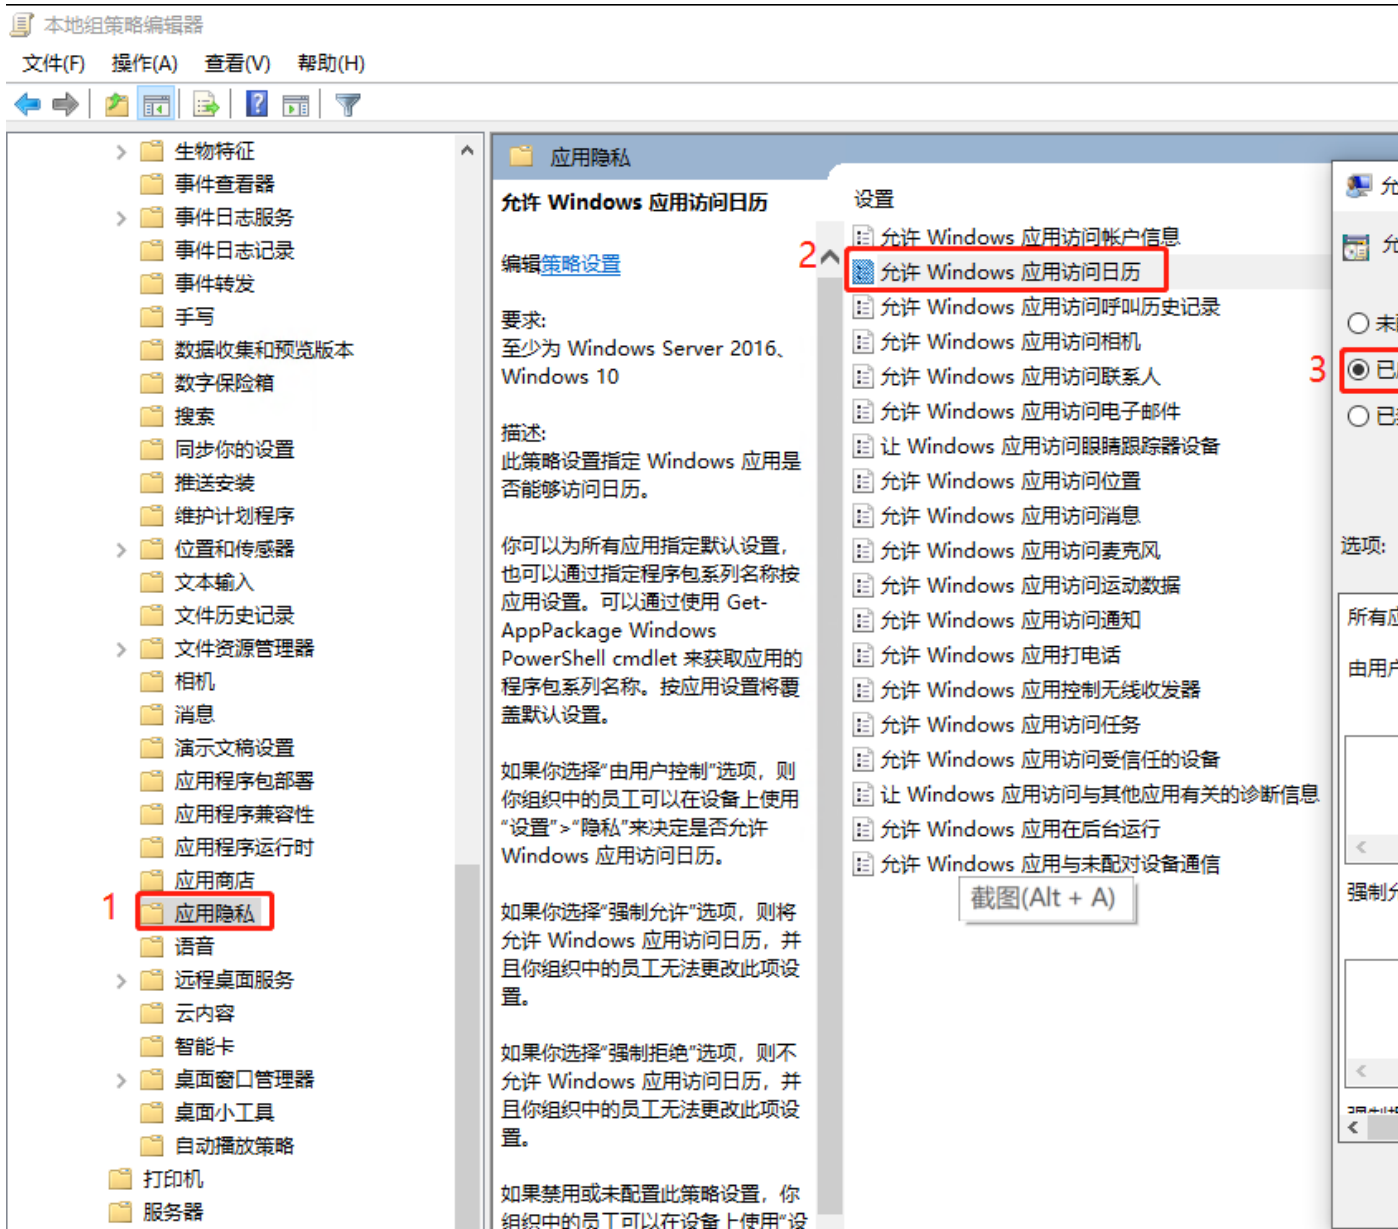 本地组策略编辑器
文件(F) 操作(A) 查看(V) 帮助(H)
生物特征
事件查看器
事件日志服务
事件日志记录
事件转发
手写
数据收集和预览版本
数字保险箱
搜索
同步你的设置
推送安装
维护计划程序
位置和传感器
文本输入
文件历史记录
文件资源管理器
相机
消息
演示文稿设置
应用程序包部署
应用程序兼容性
应用程序运行时
应用商店
1
应用隐私
语音
远程桌面服务
云内容
智能卡
桌面窗口管理器
桌面小工具
自动播放策略
打印机
服务器
应用隐私
允许 Windows 应用访问日历
编辑策略设置
要求:
至少为 Windows Server 2016、
Windows 10
描述:
此策略设置指定 Windows 应用是
否能够访问日历。
你可以为所有应用指定默认设置，
也可以通过指定程序包系列名称按
应用设置。可以通过使用 Get-
AppPackage Windows
PowerShell cmdlet 来获取应用的
程序包系列名称。按应用设置将覆
盖默认设置。
如果你选择“由用户控制”选项，则
你组织中的员工可以在设备上使用
“设置”>“隐私”来决定是否允许
Windows 应用访问日历。
如果你选择“强制允许”选项，则将
允许 Windows 应用访问日历，并
且你组织中的员工无法更改此项设
置。
如果你选择“强制拒绝”选项，则不
允许 Windows 应用访问日历，并
且你组织中的员工无法更改此项设
置。
如果禁用或未配置此策略设置，你
组织中的员工可以在设备上使用“设
设置
允许 Windows 应用访问帐户信息
2
允许 Windows 应用访问日历
允许 Windows 应用访问呼叫历史记录
允许 Windows 应用访问相机
允许 Windows 应用访问联系人
允许 Windows 应用访问电子邮件
让 Windows 应用访问眼睛跟踪器设备
允许 Windows 应用访问位置
允许 Windows 应用访问消息
允许 Windows 应用访问麦克风
允许 Windows 应用访问运动数据
允许 Windows 应用访问通知
允许 Windows 应用打电话
允许 Windows 应用控制无线收发器
允许 Windows 应用访问任务
允许 Windows 应用访问受信任的设备
让 Windows 应用访问与其他应用有关的诊断信息
允许 Windows 应用在后台运行
允许 Windows 应用与未配对设备通信
截图(Alt + A)
允
允
未
3
已
已
选项:
所有应
由用户
强制允